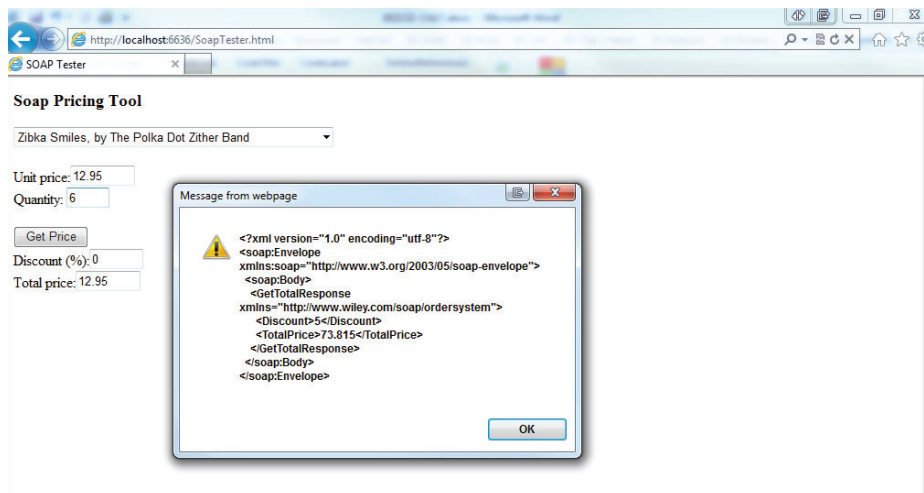 http://localhost:6636/SoapTester.html
SOAP Tester
Soap Pricing Tool
Zibka Smiles, by The Polka Dot Zither Band
Unit price: 12.95
Quantity: 6
Get Price
Discount (%): 0
Total price: 12.95
Message from webpage
<?xml version="1.0" encoding="utf-8"?>
<soap:Envelope
xmlns:soap="http://www.w3.org/2003/05/soap-envelope">
<soap:Body>
<GetTotalResponse
xmlns="http://www.wiley.com/soap/ordersystem">
<Discount>5</Discount>
<TotalPrice>73.815</TotalPrice>
</GetTotalResponse>
</soap:Body>
</soap:Envelope>
OK